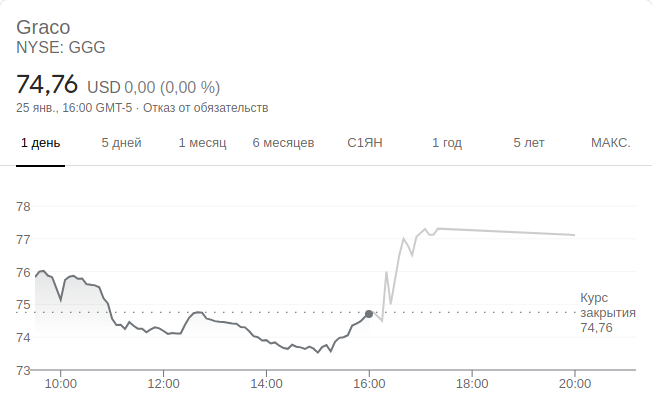 Graco
NYSE: GGG
74,76 USD 0,00 (0,00 %)
25 янв., 16:00 GMT-5 · Отказ от обязательств
1 день 5 дней 1 месяц 6 месяцев С1ЯН 1 год 5 лет МАКС.
78
77
76
75
74
73
Курс
закрытия
74,76
10:00 12:00 14:00 16:00 18:00 20:00